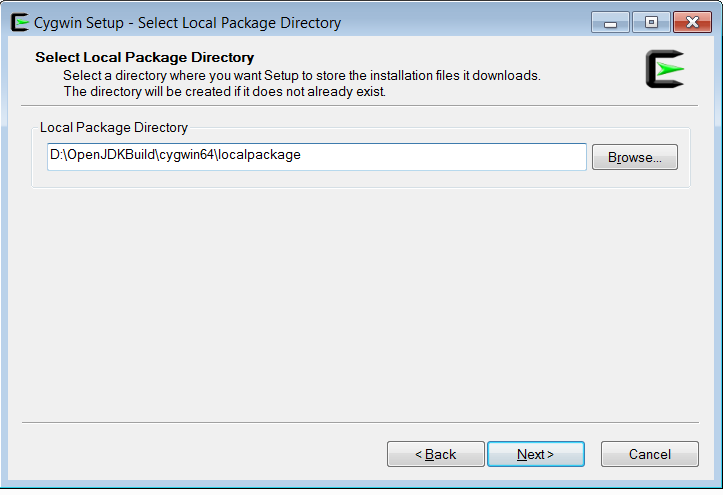 Cygwin Setup - Select Local Package Directory
Select Local Package Directory
Select a directory where you want Setup to store the installation files it downloads.
The directory will be created if it does not already exist.
Local Package Directory
D:\OpenJDKBuild\cygwin64\localpackage
Browse...
< Back
Next >
Cancel